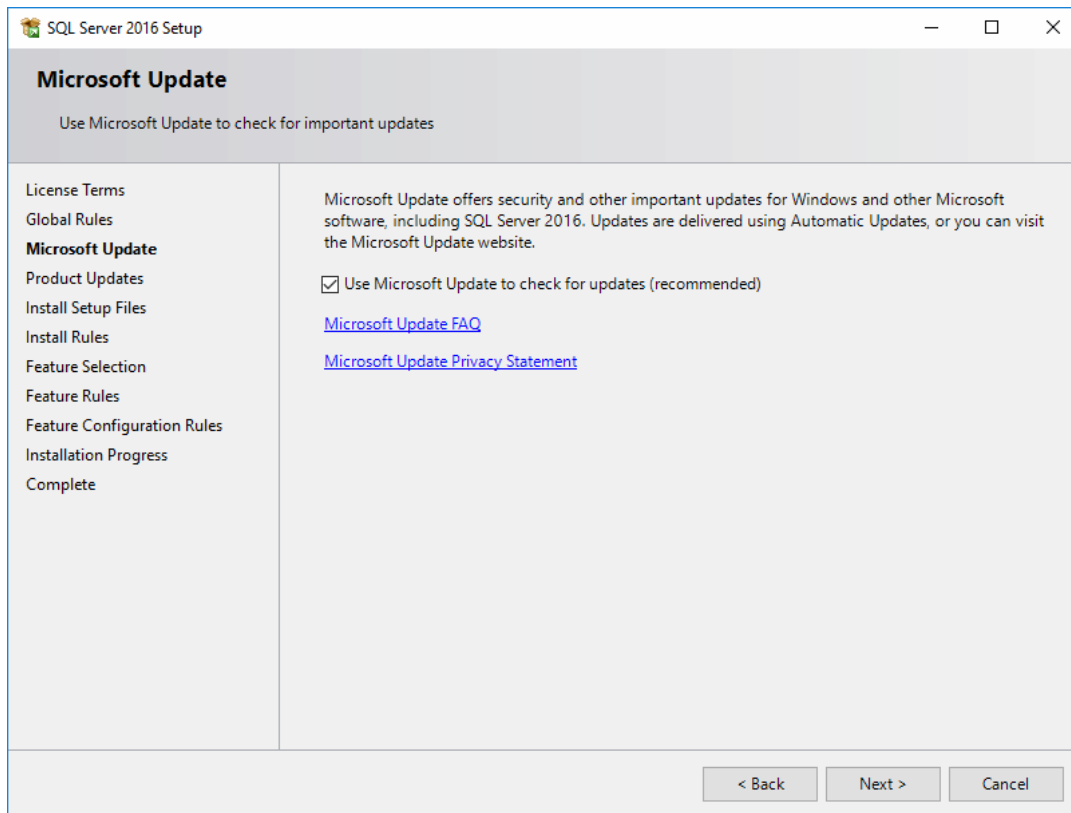 SQL Server 2016 Setup
Microsoft Update
Use Microsoft Update to check for important updates
License Terms
Global Rules
Microsoft Update
Product Updates
Install Setup Files
Install Rules
Feature Selection
Feature Rules
Feature Configuration Rules
Installation Progress
Complete
Microsoft Update offers security and other important updates for Windows and other Microsoft
software, including SQL Server 2016. Updates are delivered using Automatic Updates, or you can visit
the Microsoft Update website.
Use Microsoft Update to check for updates (recommended)
Microsoft Update FAQ
Microsoft Update Privacy Statement
< Back
Next >
Cancel